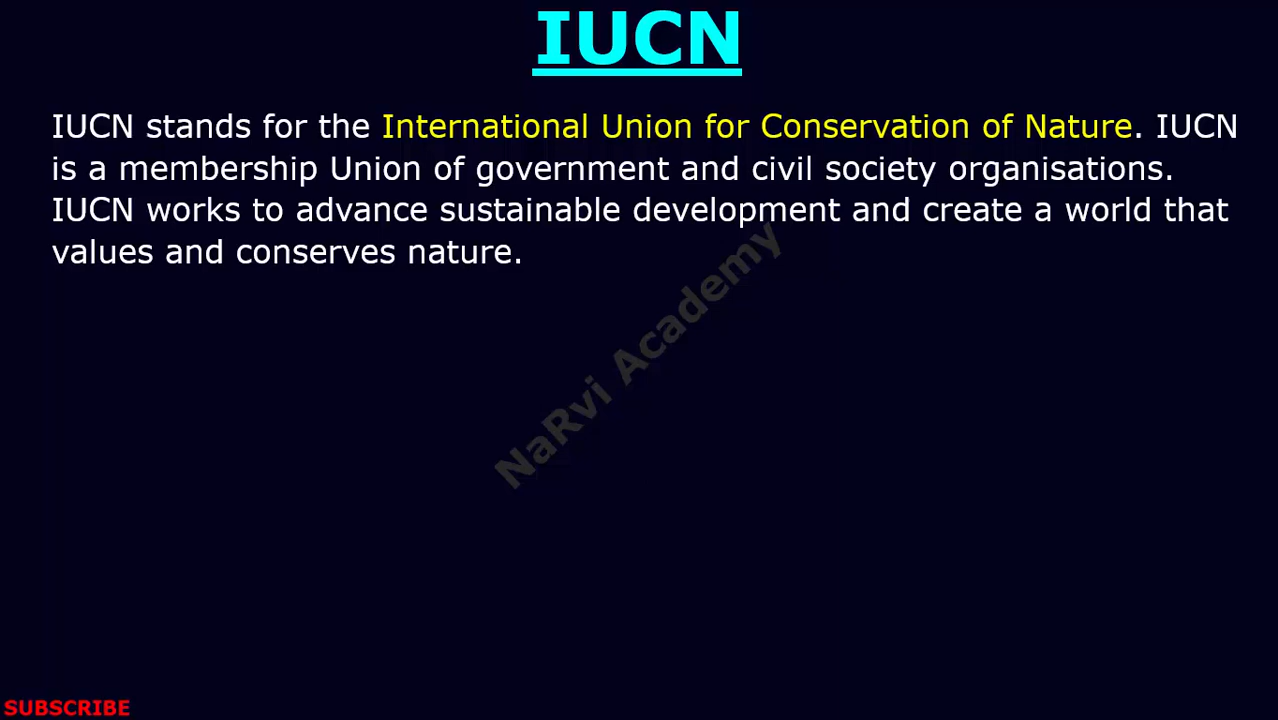 IUCN
IUCN stands for the International Union for Conservation of Nature. IUCN
is a membership Union of government and civil society organisations.
IUCN works to advance sustainable development and create a world that
values and conserves nature.
NaRvi Academy
SUBSCRIBE